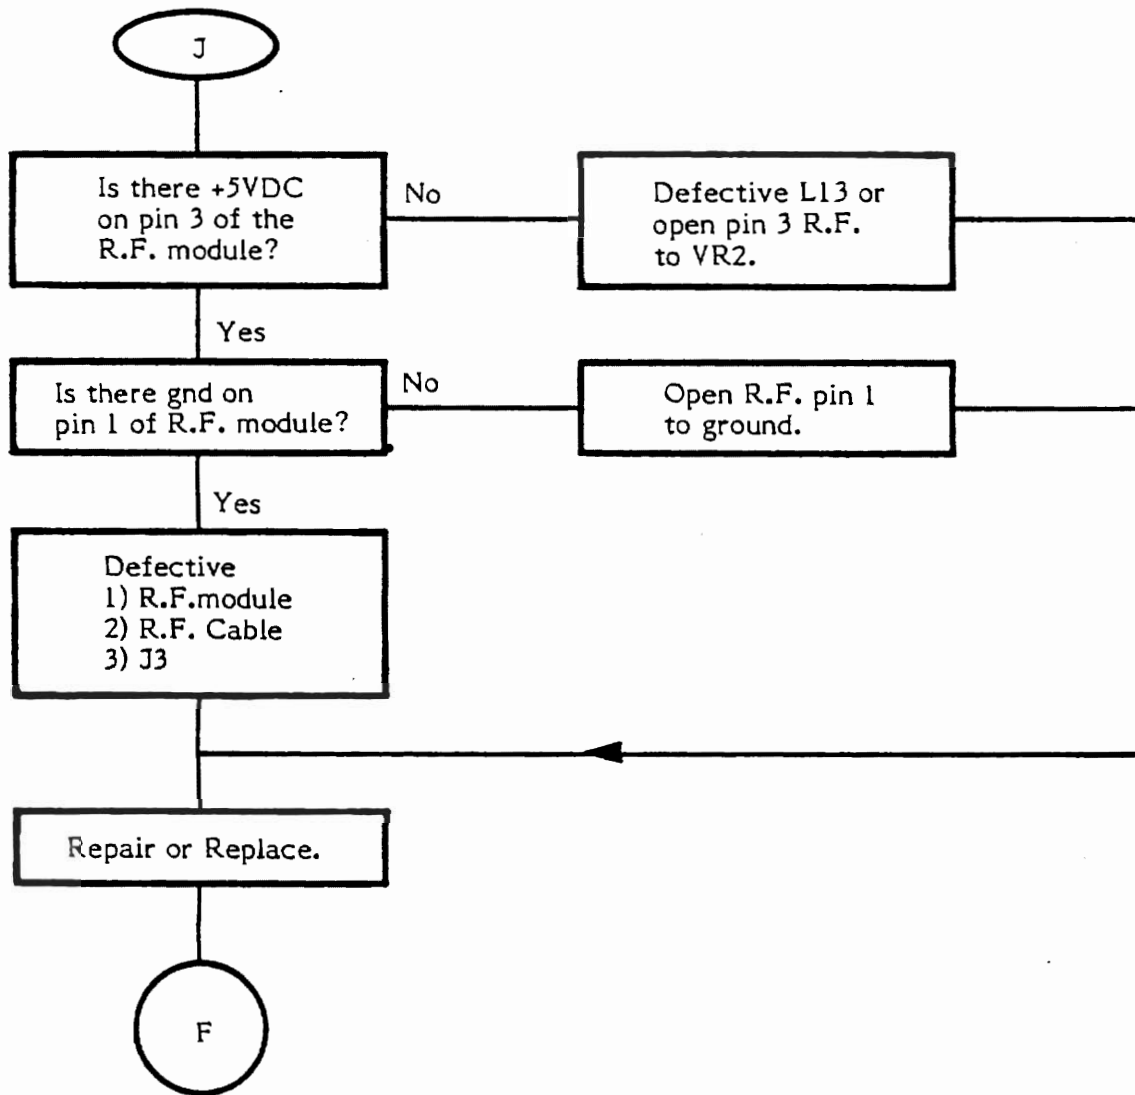 J
Is there +5VDC
on pin 3 of the
R.F. module?
No
Defective L13 or
open pin 3 R.F.
to VR2.
Yes
Is there gnd on
pin 1 of R.F. module?
No
Open R.F. pin 1
to ground.
Yes
Defective
1) R.F.module
2) R.F. Cable
3) J3
Repair or Replace.
F